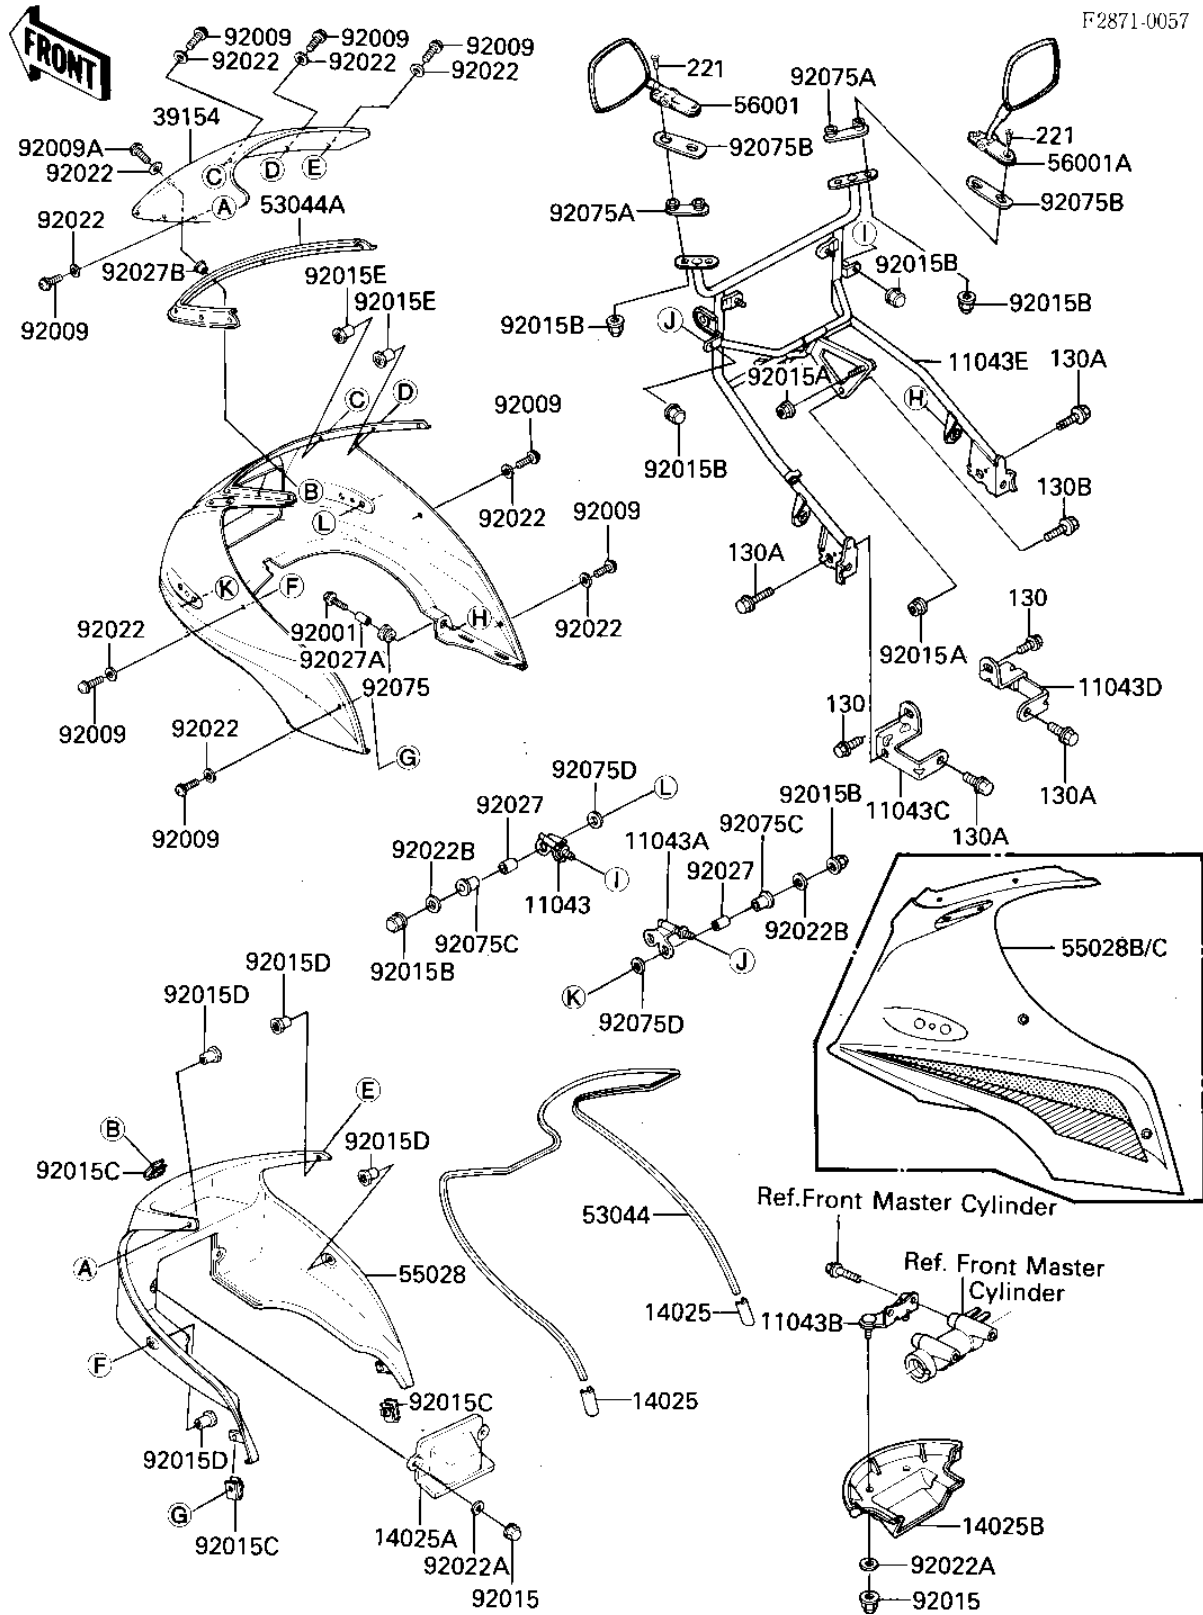 F2871-0057
FRONT
92009
92009
92009
92022
92022
92022
39154
92009A
92022
C
D
E
A
53044A
92022
92027B
92009
92015E
92015E
221
56001
92075A
92075B
221
56001A
92075B
92075A
I
92015B
92015B
92015B
J
92015A
11043E
130A
H
92015B
C
D
92009
B
L
92022
92009
130B
130A
K
F
H
92001
92027A
92075
92022
92022
92009
92022
G
92009
92015A
130
11043D
130
130A
11043C
130A
92075D
L
92027
92022B
I
11043
92075C
92015B
92015B
92075C
11043A
92027
92022B
J
K
92075D
55028B/C
92015D
92015D
E
B
92015C
92015D
A
55028
F
92015D
92015C
G
92015C
14025A
92022A
92015
53044
14025
14025
Ref.Front Master Cylinder
Ref. Front Master
Cylinder
11043B
14025B
92022A
92015